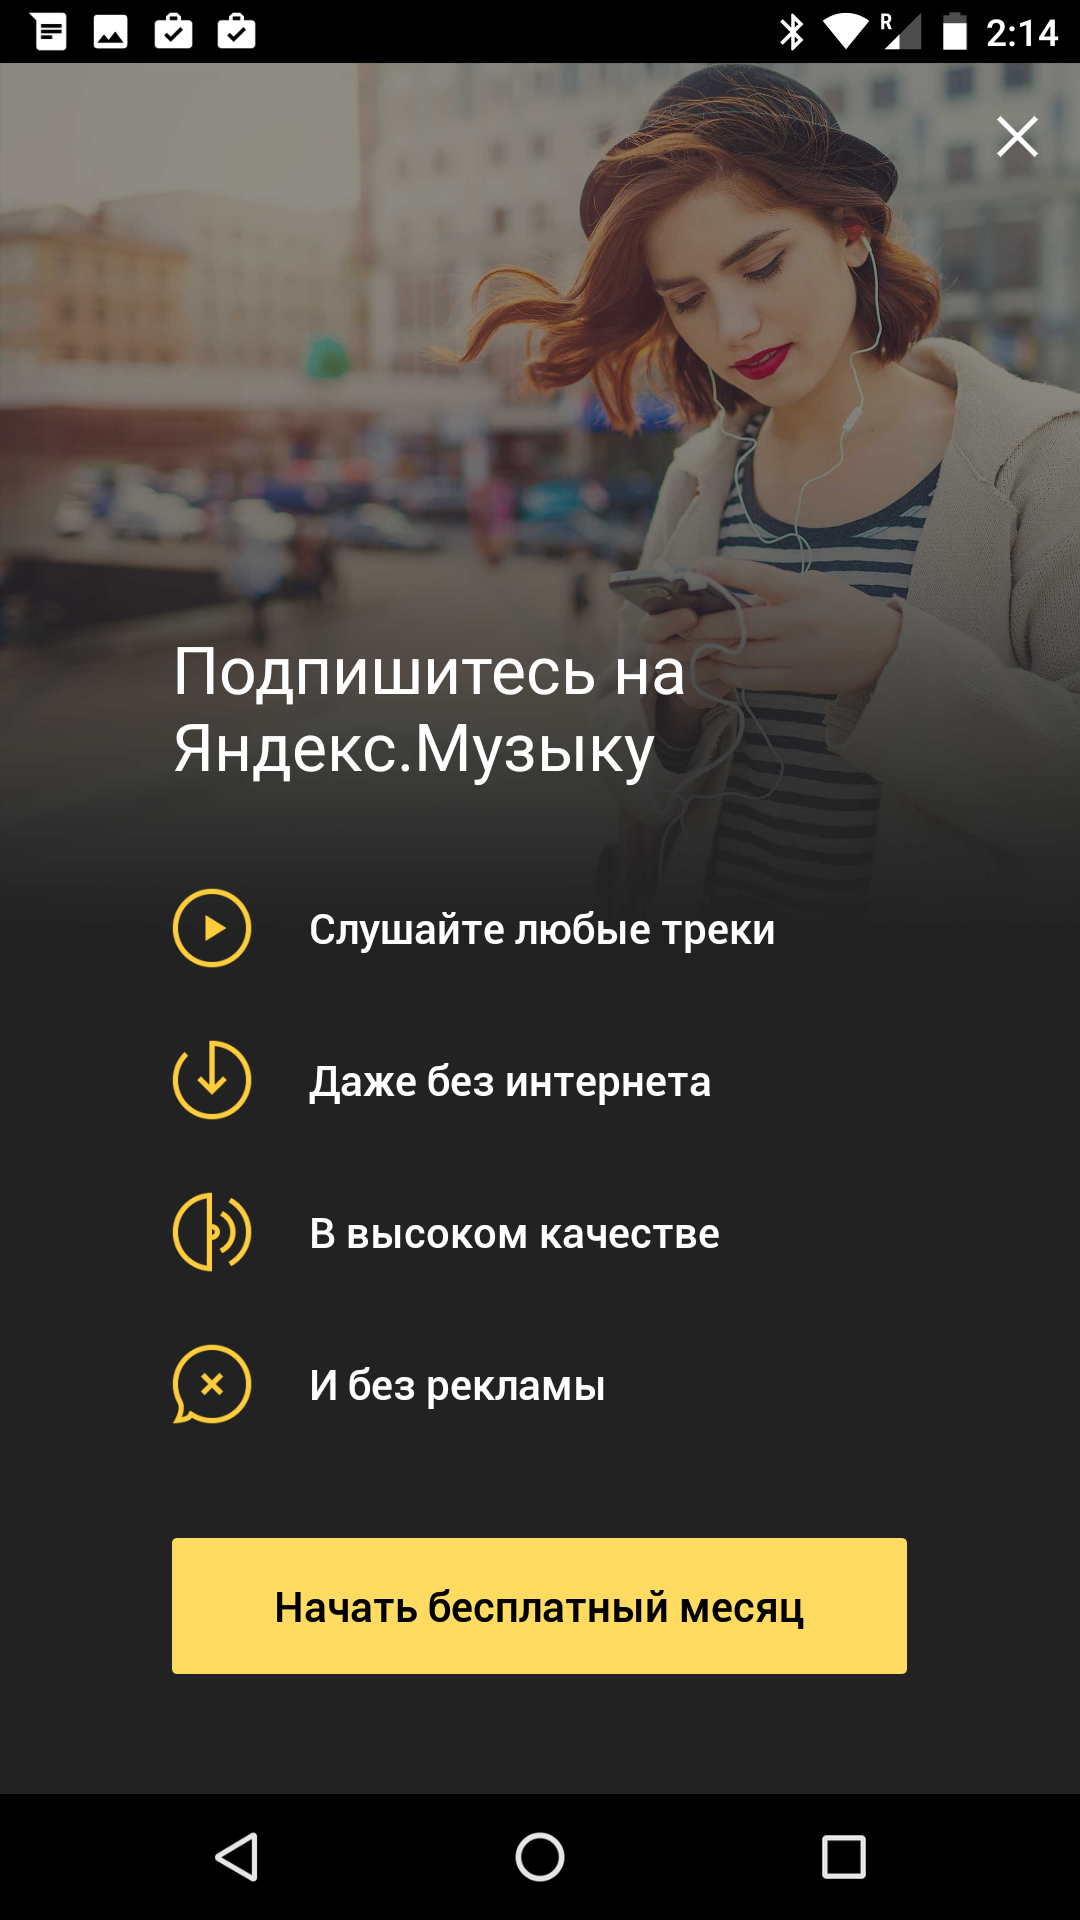 R 2:14
Подпишитесь на
Яндекс.Музыку
Слушайте любые треки
Даже без интернета
В высоком качестве
И без рекламы
Начать бесплатный месяц